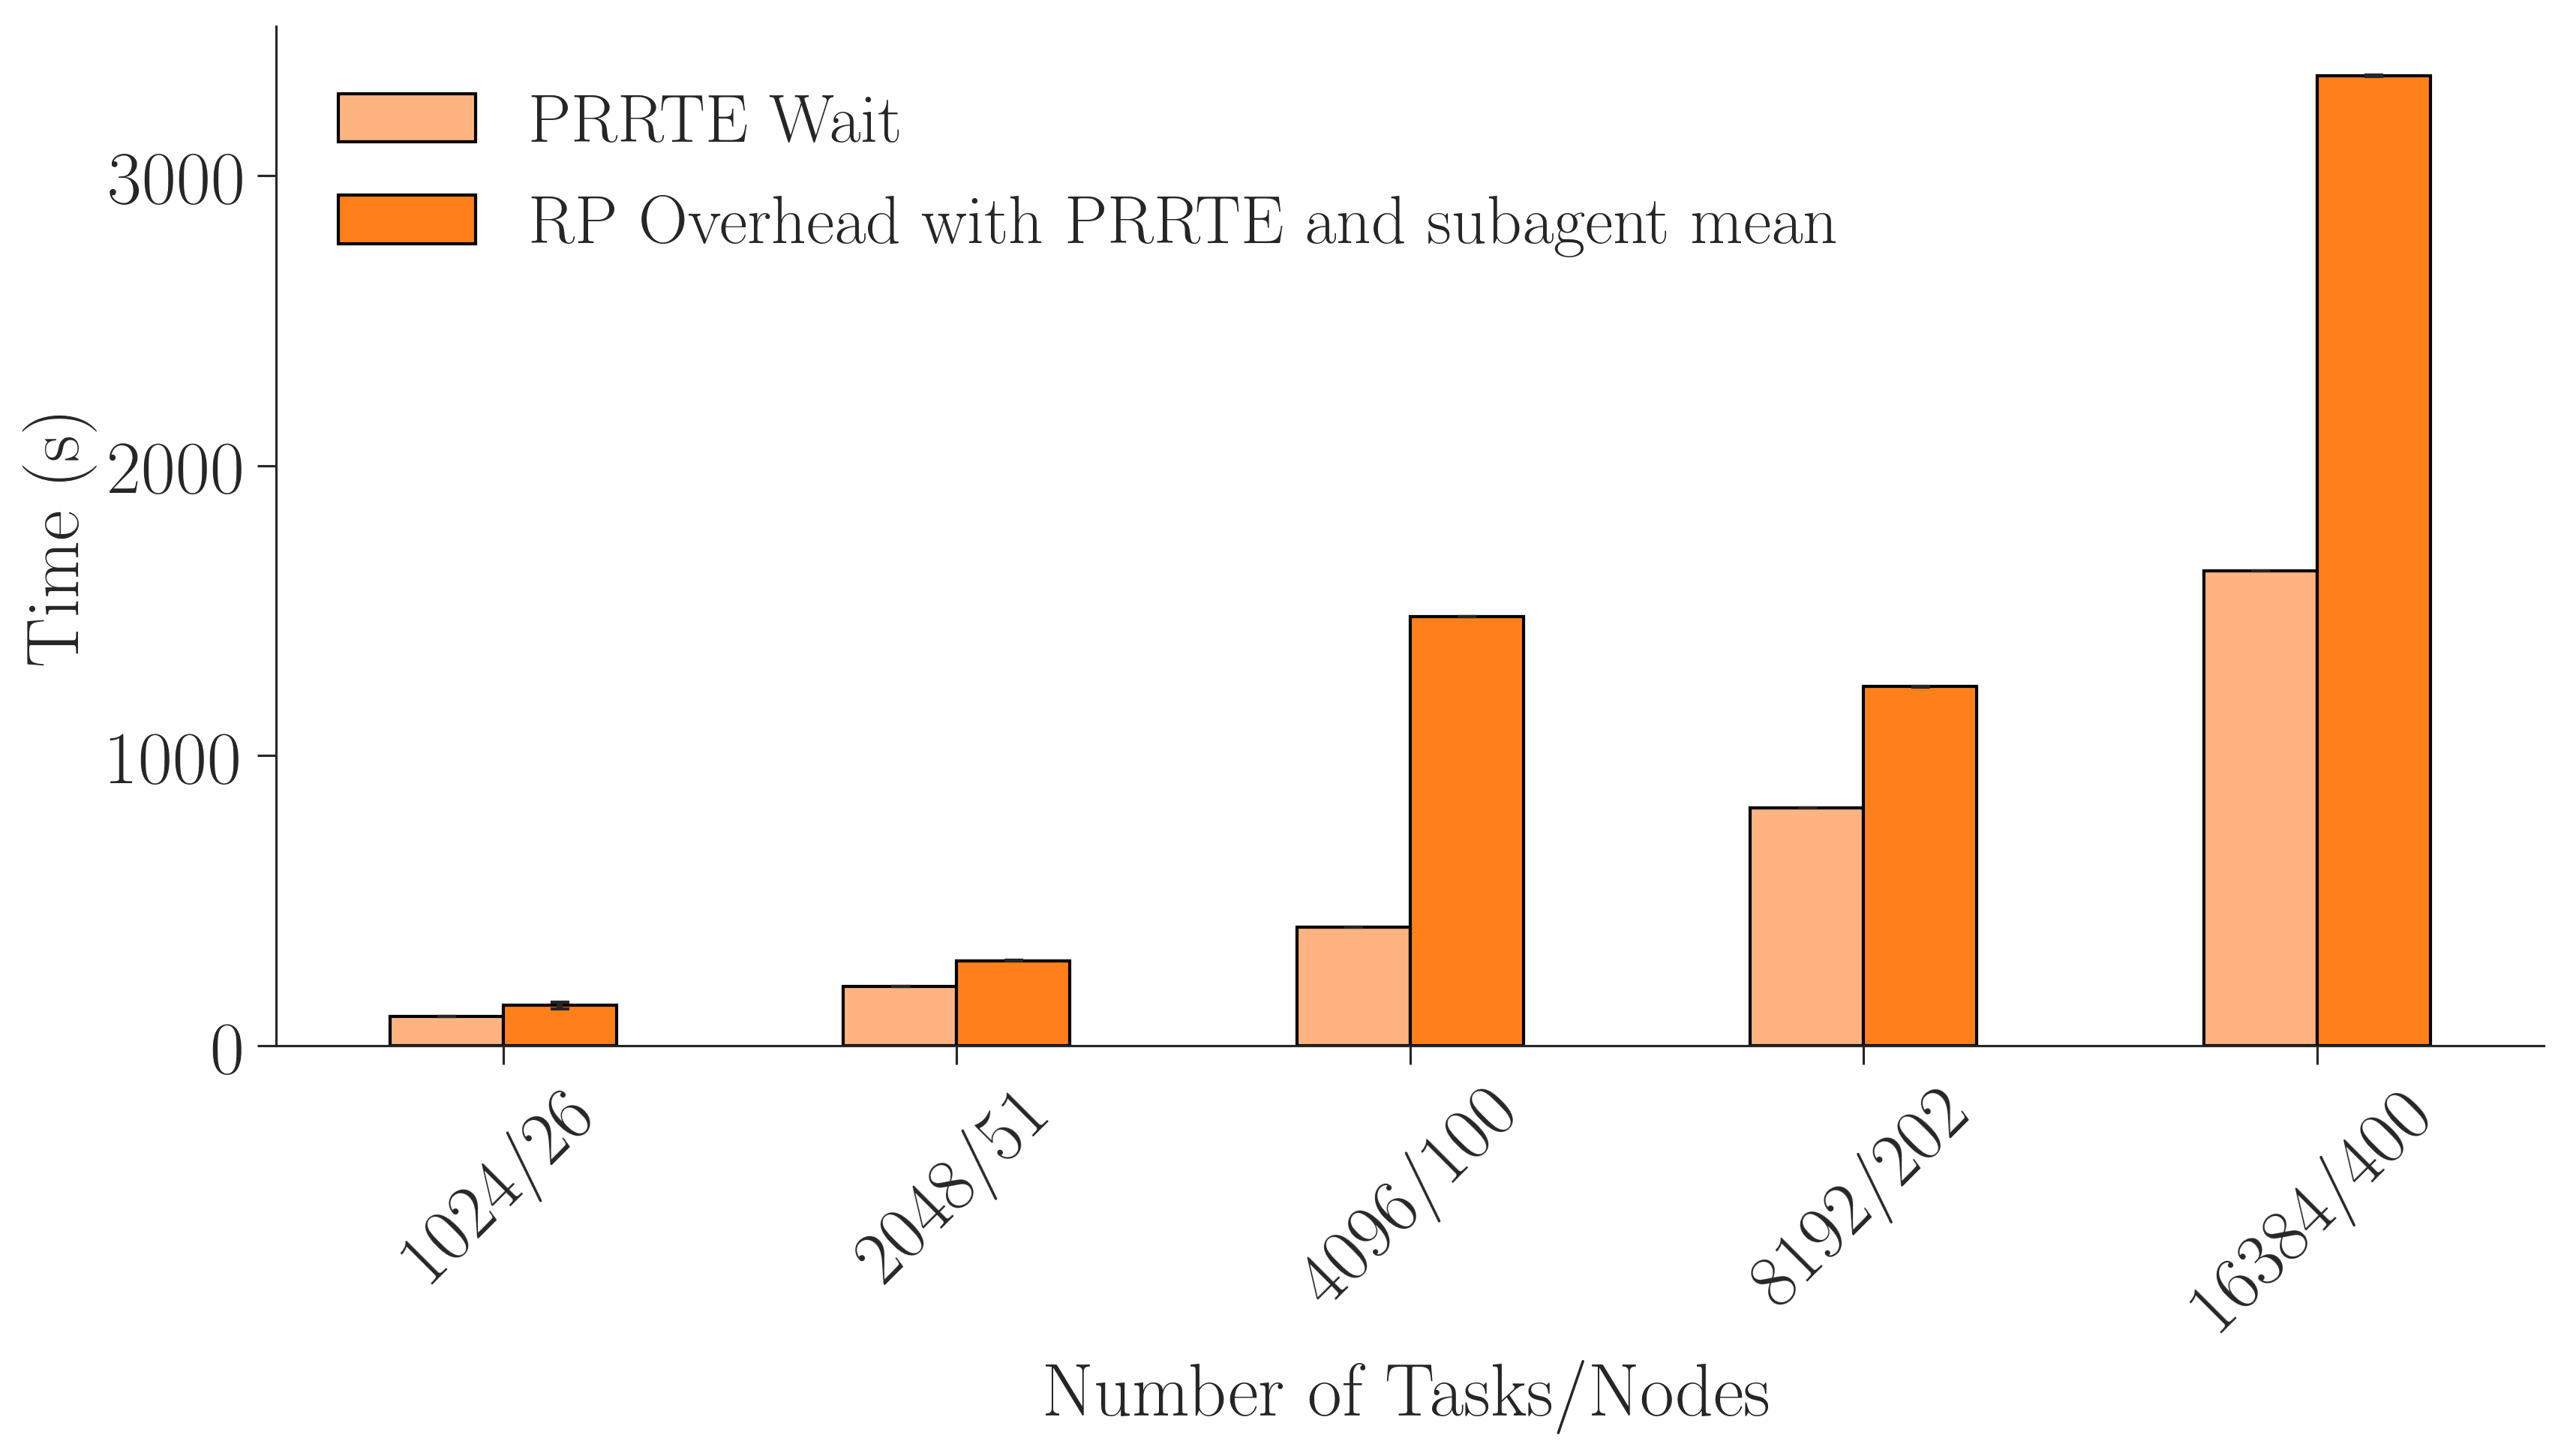 PRRTE Wait
RP Overhead with PRRTE and subagent mean
Time (s)
3000
2000
1000
0
1024/26
2048/51
4096/100
8192/202
16384/400
Number of Tasks/Nodes